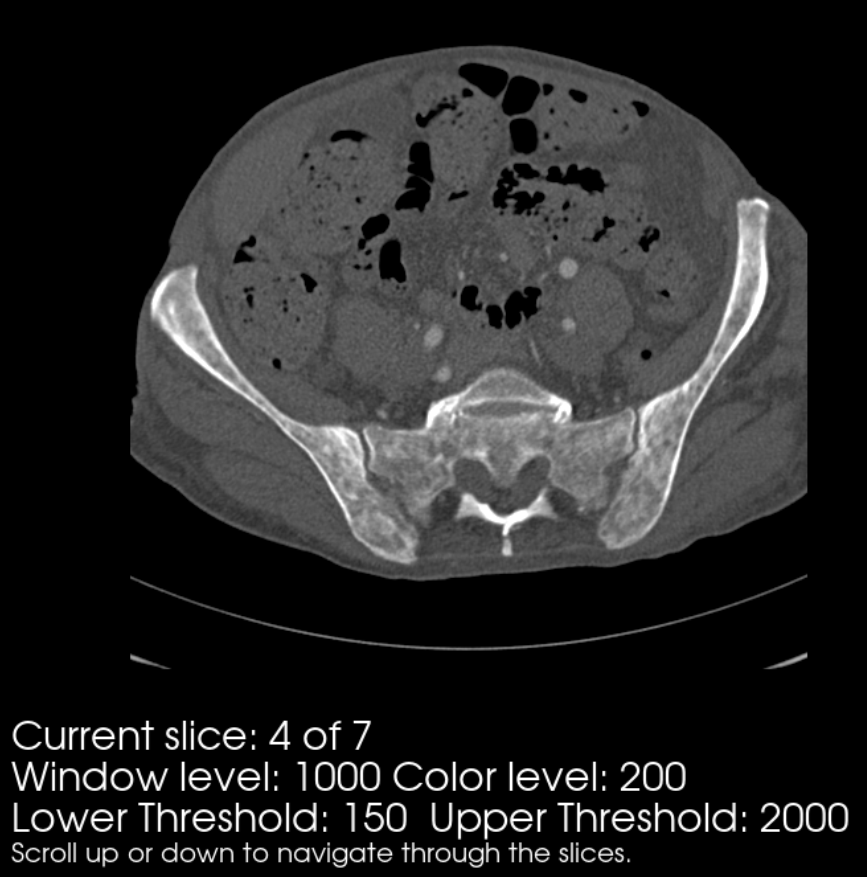 Current slice: 4 of 7
Window level: 1000 Color level: 200
Lower Threshold: 150  Upper Threshold: 2000
Scroll up or down to navigate through the slices.